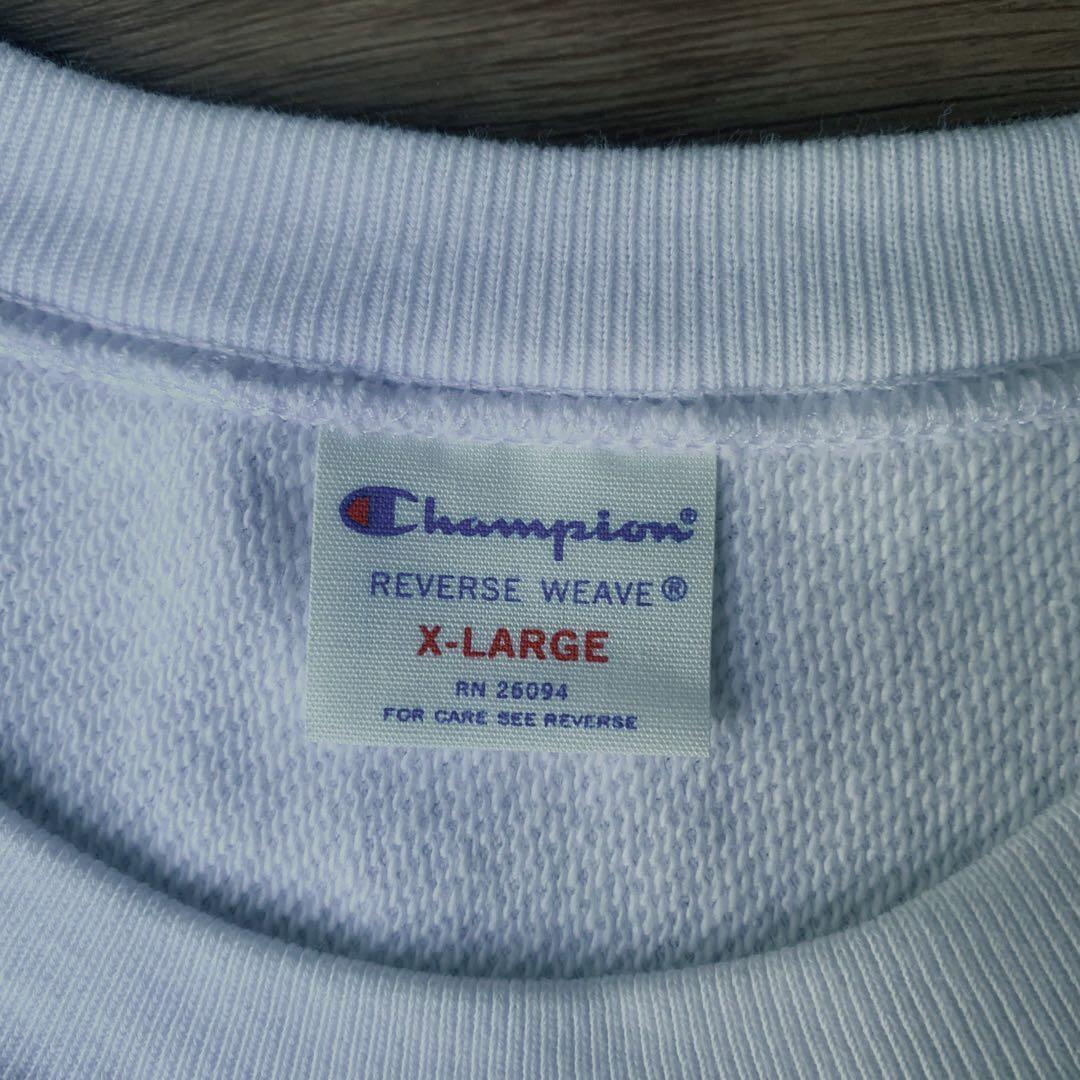 Champion®
REVERSE WEAVE®
X-LARGE
RN 26094
FOR CARE SEE REVERSE